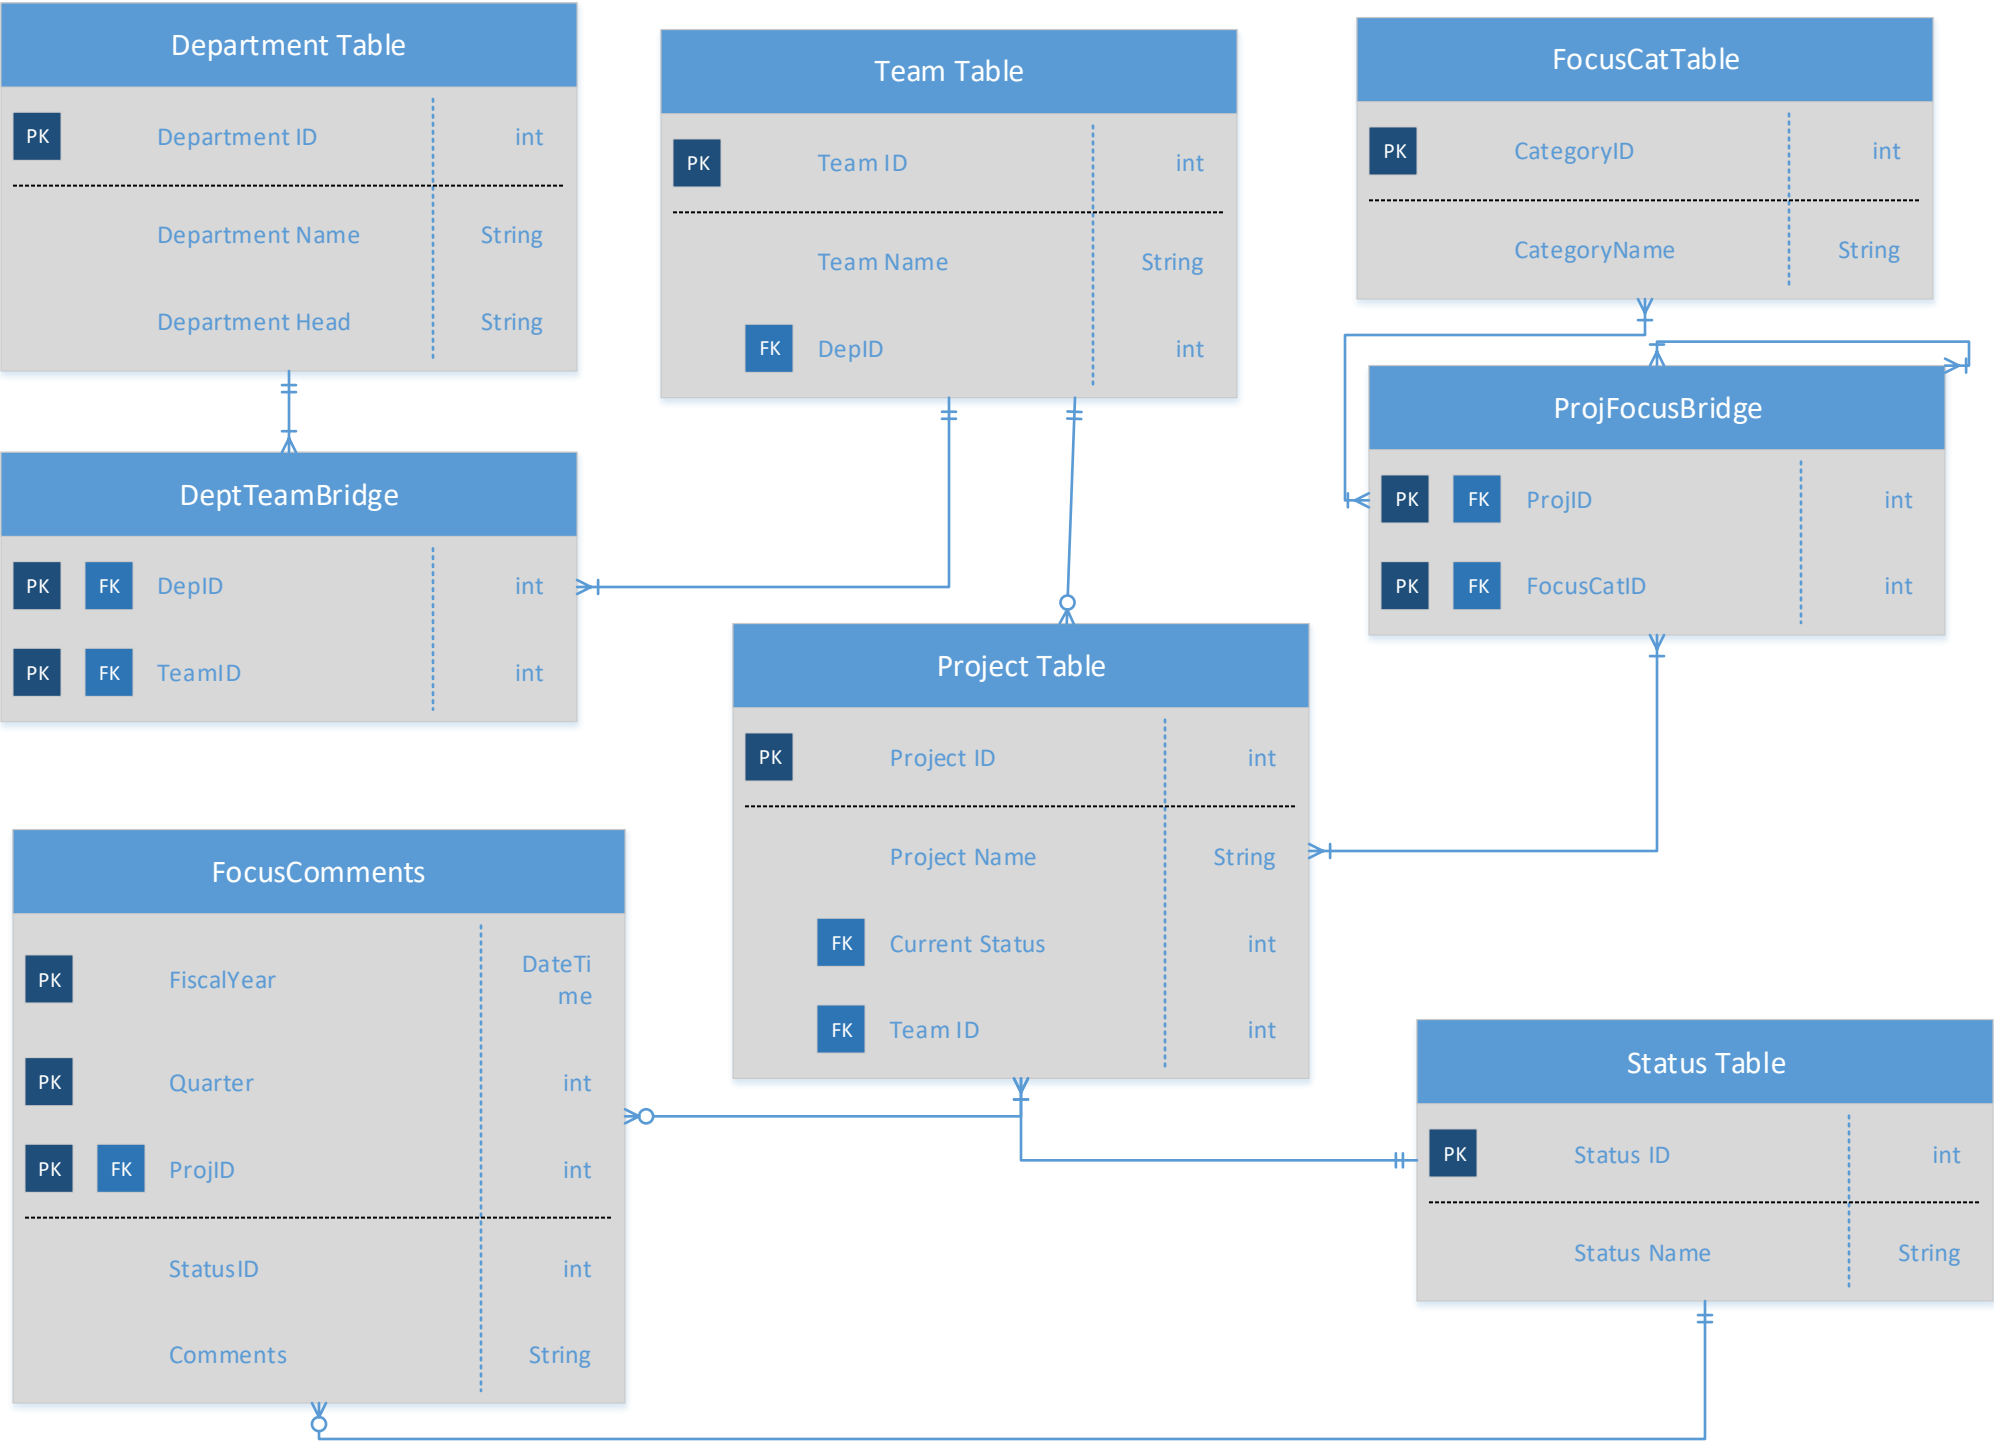 Department Table
PK Department ID int
Department Name String
Department Head String
Team Table
PK Team ID int
Team Name String
FK DepID int
FocusCatTable
PK CategoryID int
CategoryName String
DeptTeamBridge
PK FK DepID int
PK FK TeamID int
ProjFocusBridge
PK FK ProjID int
PK FK FocusCatID int
Project Table
PK Project ID int
Project Name String
FK Current Status int
FK Team ID int
FocusComments
PK FiscalYear DateTi
me
PK Quarter int
PK FK ProjID int
StatusID int
Comments String
Status Table
PK Status ID int
Status Name String